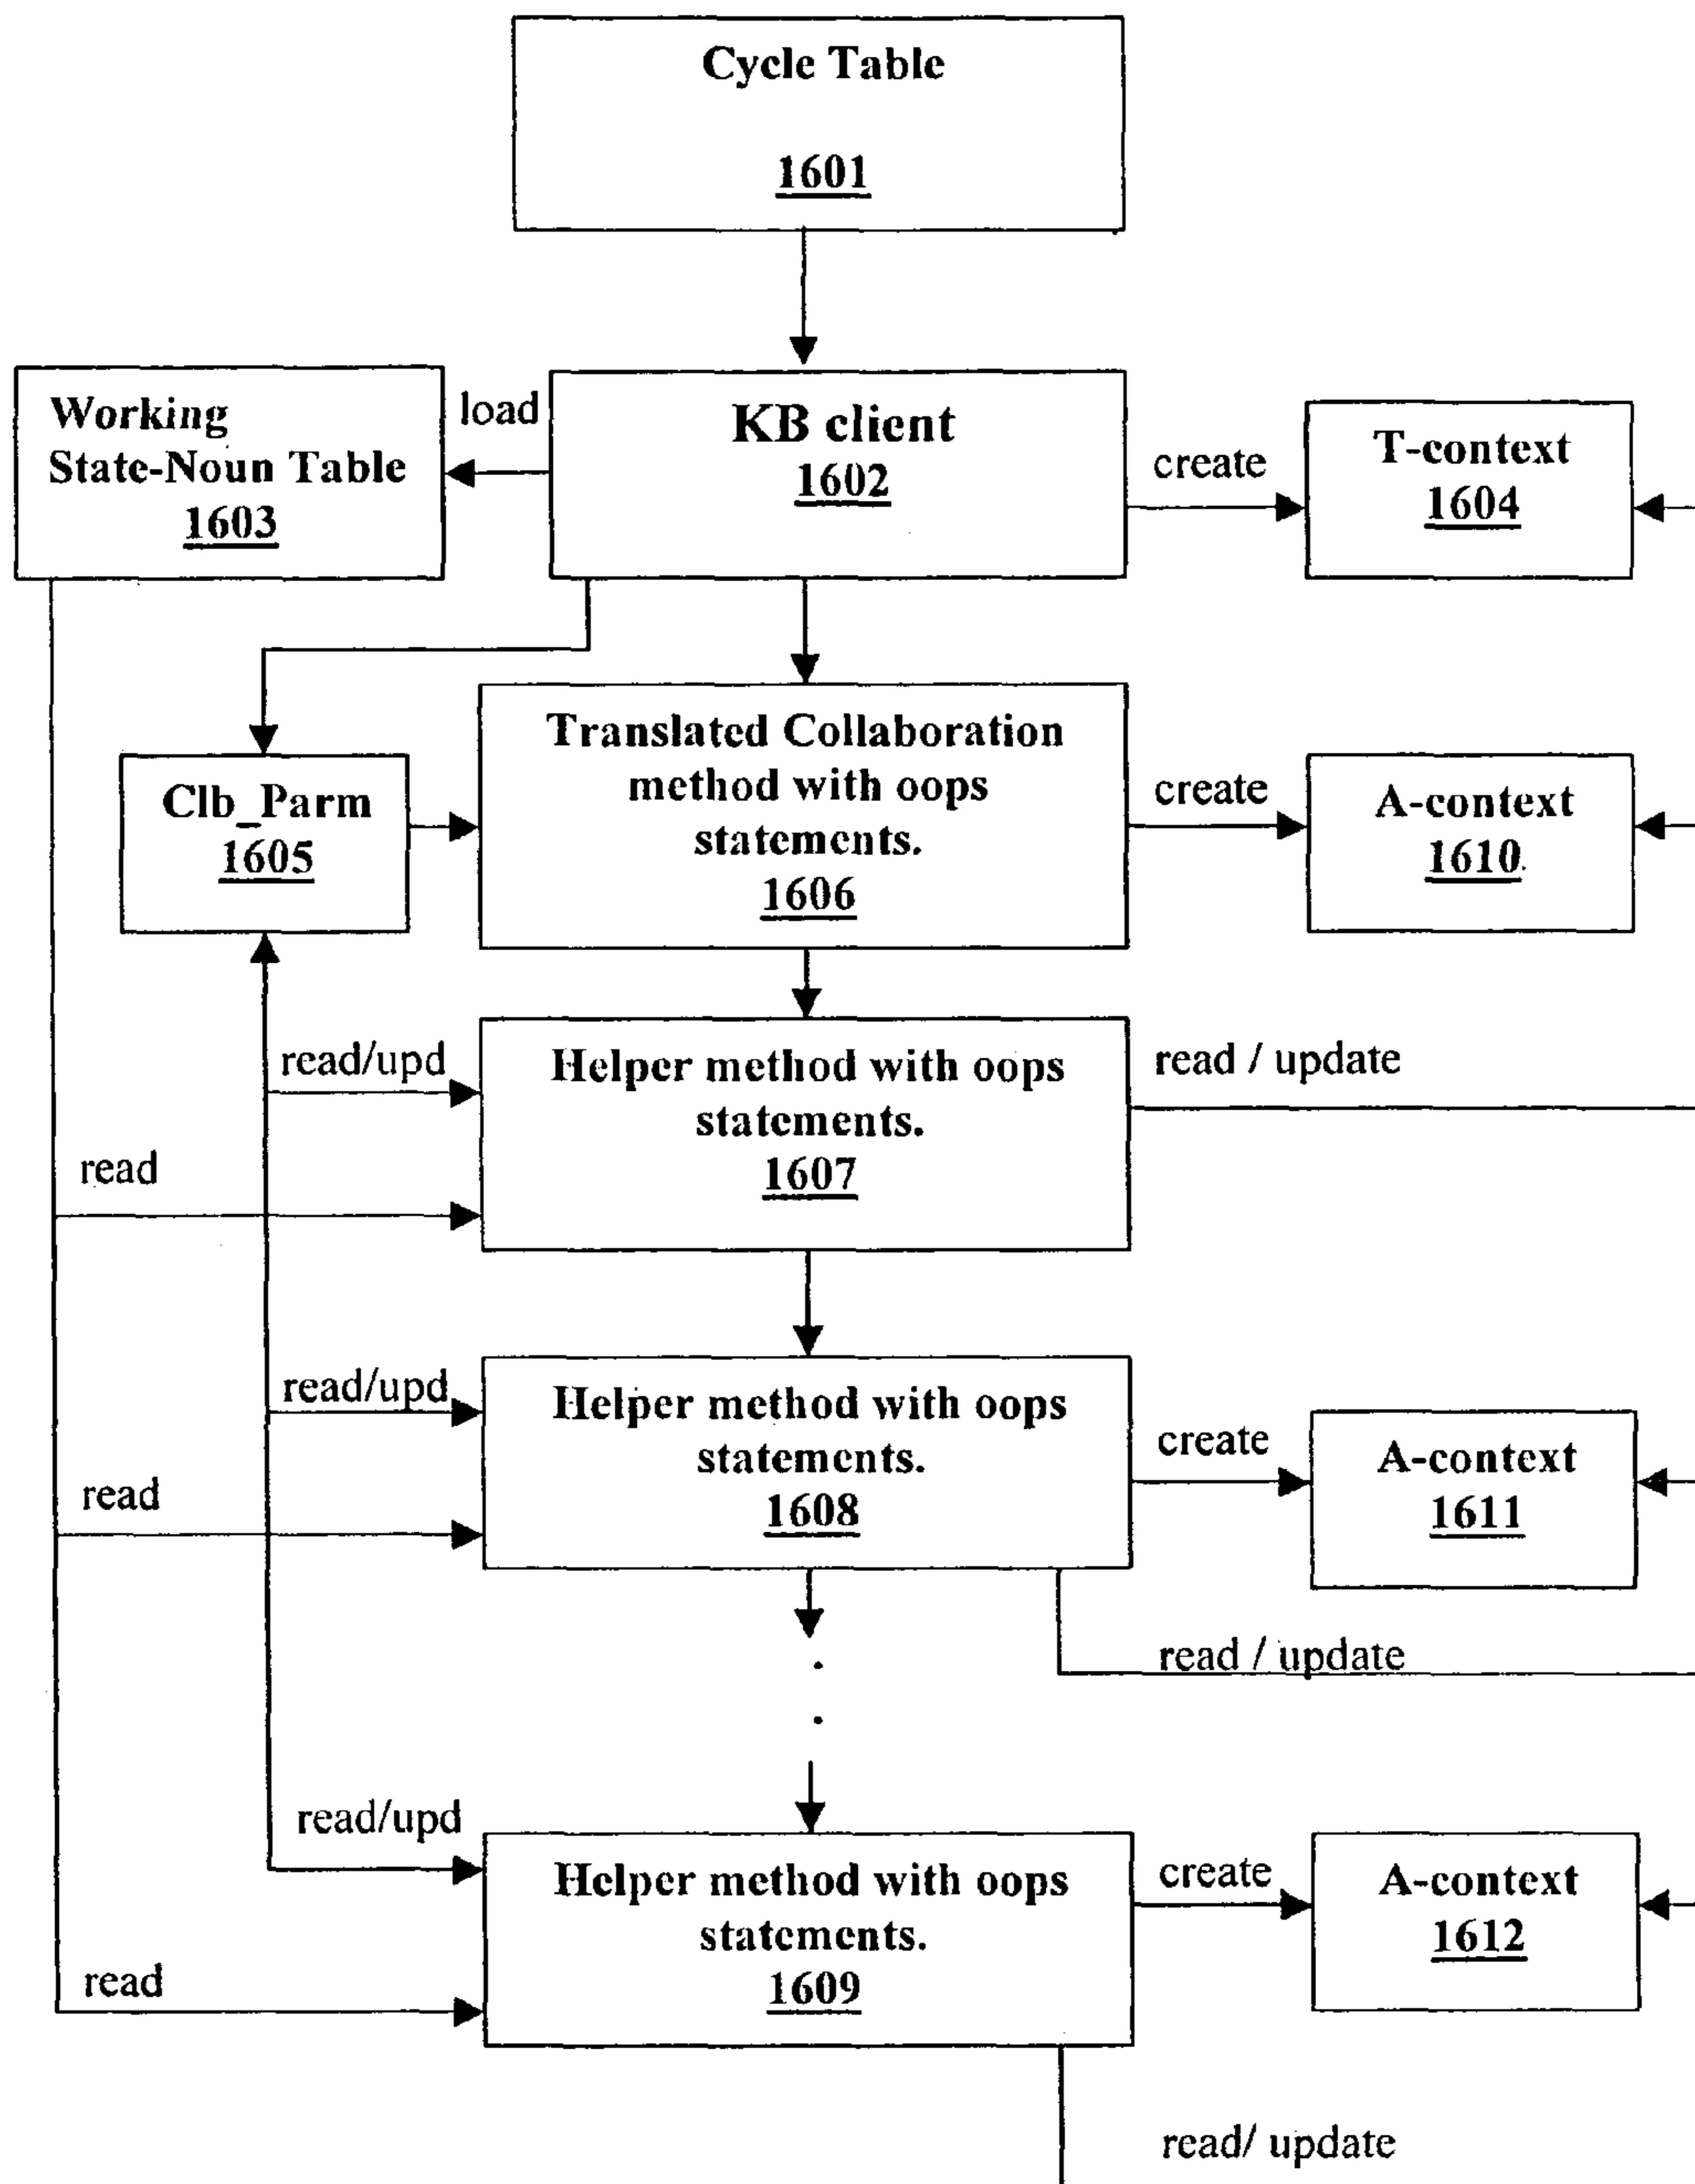 Cycle Table
1601
Working
State-Noun Table
1603
load
KB client
1602
create
T-context
1604
Clb_Parm
1605
Translated Collaboration
method with oops
statements.
1606
create
A-context
1610
read/upd
read
Helper method with oops
statements.
1607
read / update
read/upd
read
Helper method with oops
statements.
1608
create
A-context
1611
read / update
read/upd
read
Helper method with oops
statements.
1609
create
A-context
1612
read/ update